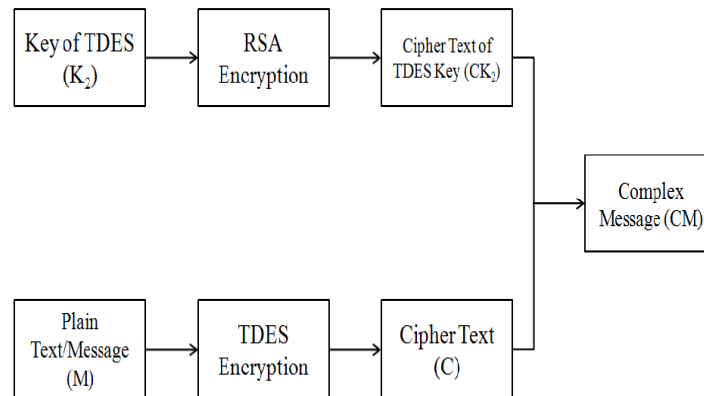 Key of TDES
(K₂)
RSA
Encryption
Cipher Text of
TDES Key (CK₂)
Complex
Message (CM)
Plain
Text/Message
(M)
TDES
Encryption
Cipher Text
(C)